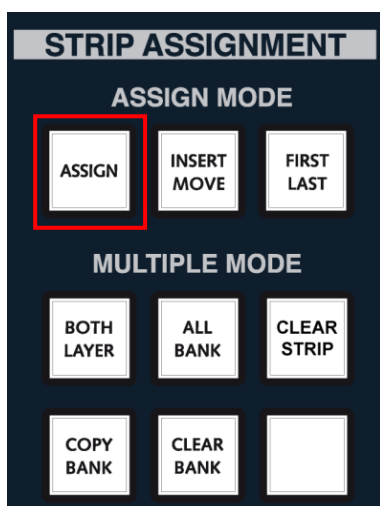 STRIP ASSIGNMENT
ASSIGN MODE
ASSIGN
INSERT
MOVE
FIRST
LAST
MULTIPLE MODE
BOTH
LAYER
ALL
BANK
CLEAR
STRIP
COPY
BANK
CLEAR
BANK